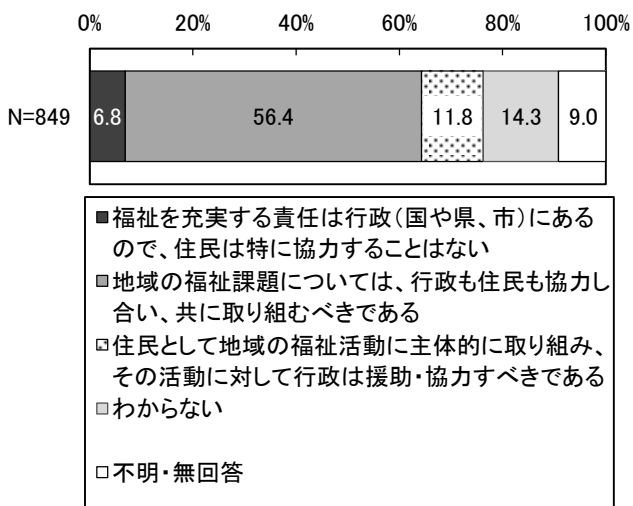 0% 20% 40% 60% 80% 100%
N=849 6.8 56.4 11.8 14.3 9.0
福祉を充実する責任は行政(国や県、市)にある
ので、住民は特に協力することはない
地域の福祉課題については、行政も住民も協力し
合い、共に取り組むべきである
住民として地域の福祉活動に主体的に取り組み、
その活動に対して行政は援助・協力すべきである
わからない
不明・無回答